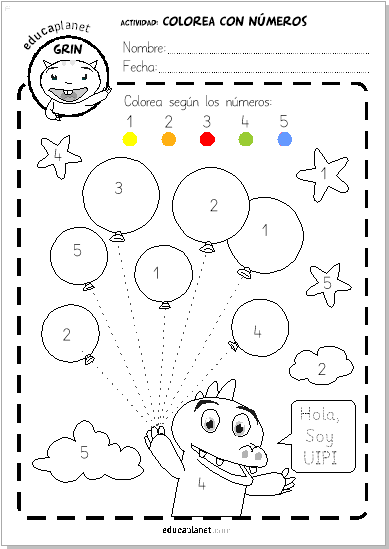 educaplanet
GRIN
ACTIVIDAD: COLOREA CON NÚMEROS
Nombre:
Fecha:
Colorea según los números:
1 2 3 4 5
4
3
2
1
1
5
1
5
2
4
2
5
4
Hola,
Soy
UIPI
educaplanet.com